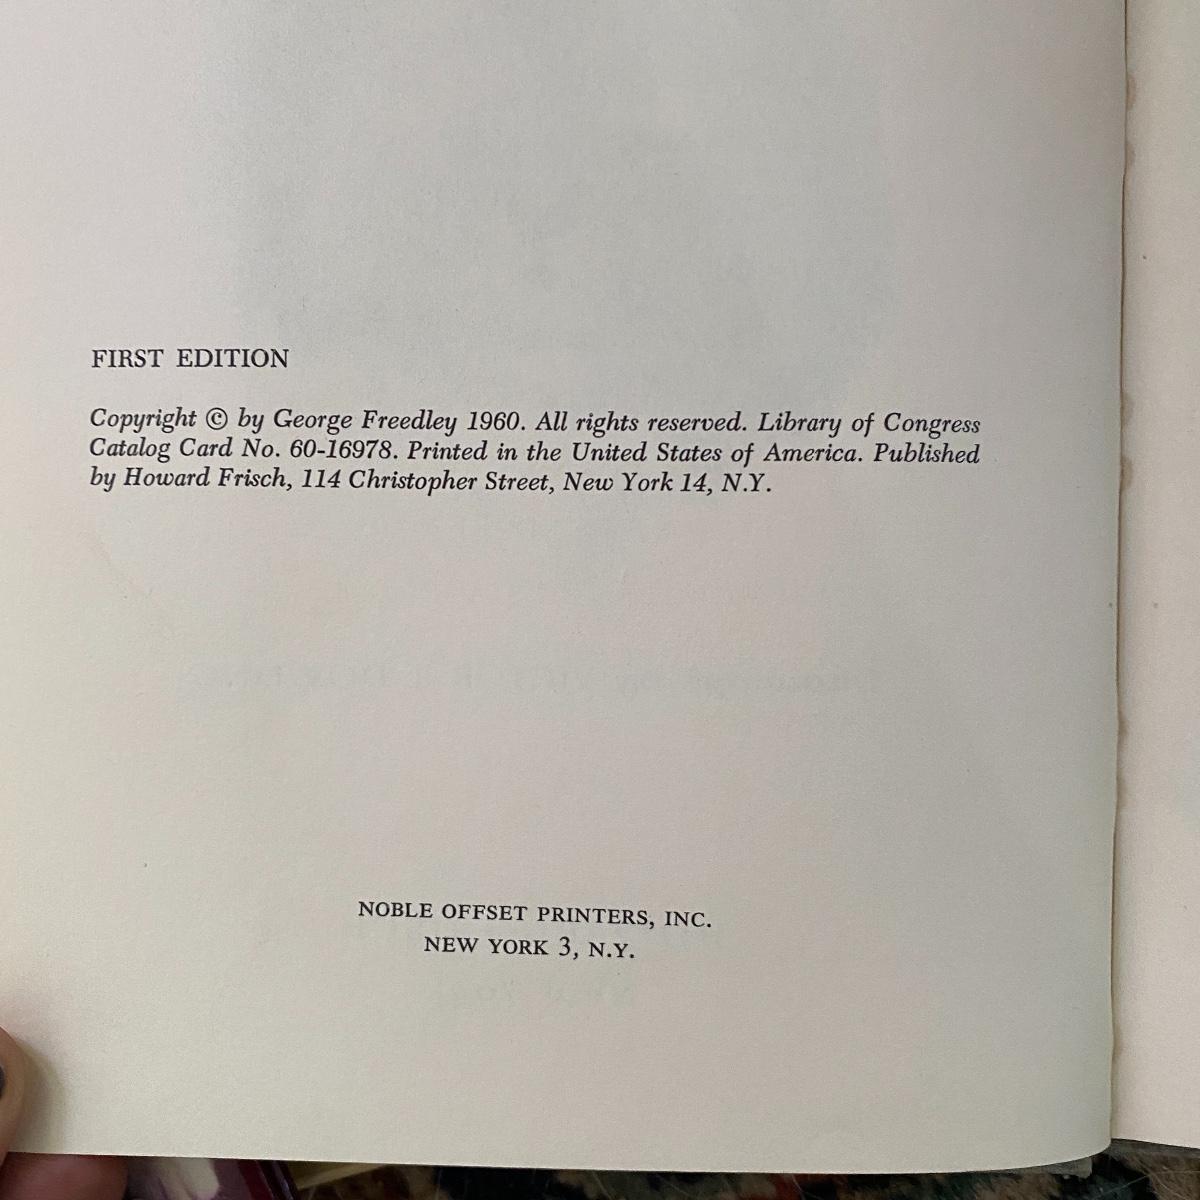 FIRST EDITION
Copyright © by George Freedley 1960. All rights reserved. Library of Congress
Catalog Card No. 60-16978. Printed in the United States of America. Published
by Howard Frisch, 114 Christopher Street, New York 14, N.Y.
NOBLE OFFSET PRINTERS, INC.
NEW YORK 3, N.Y.